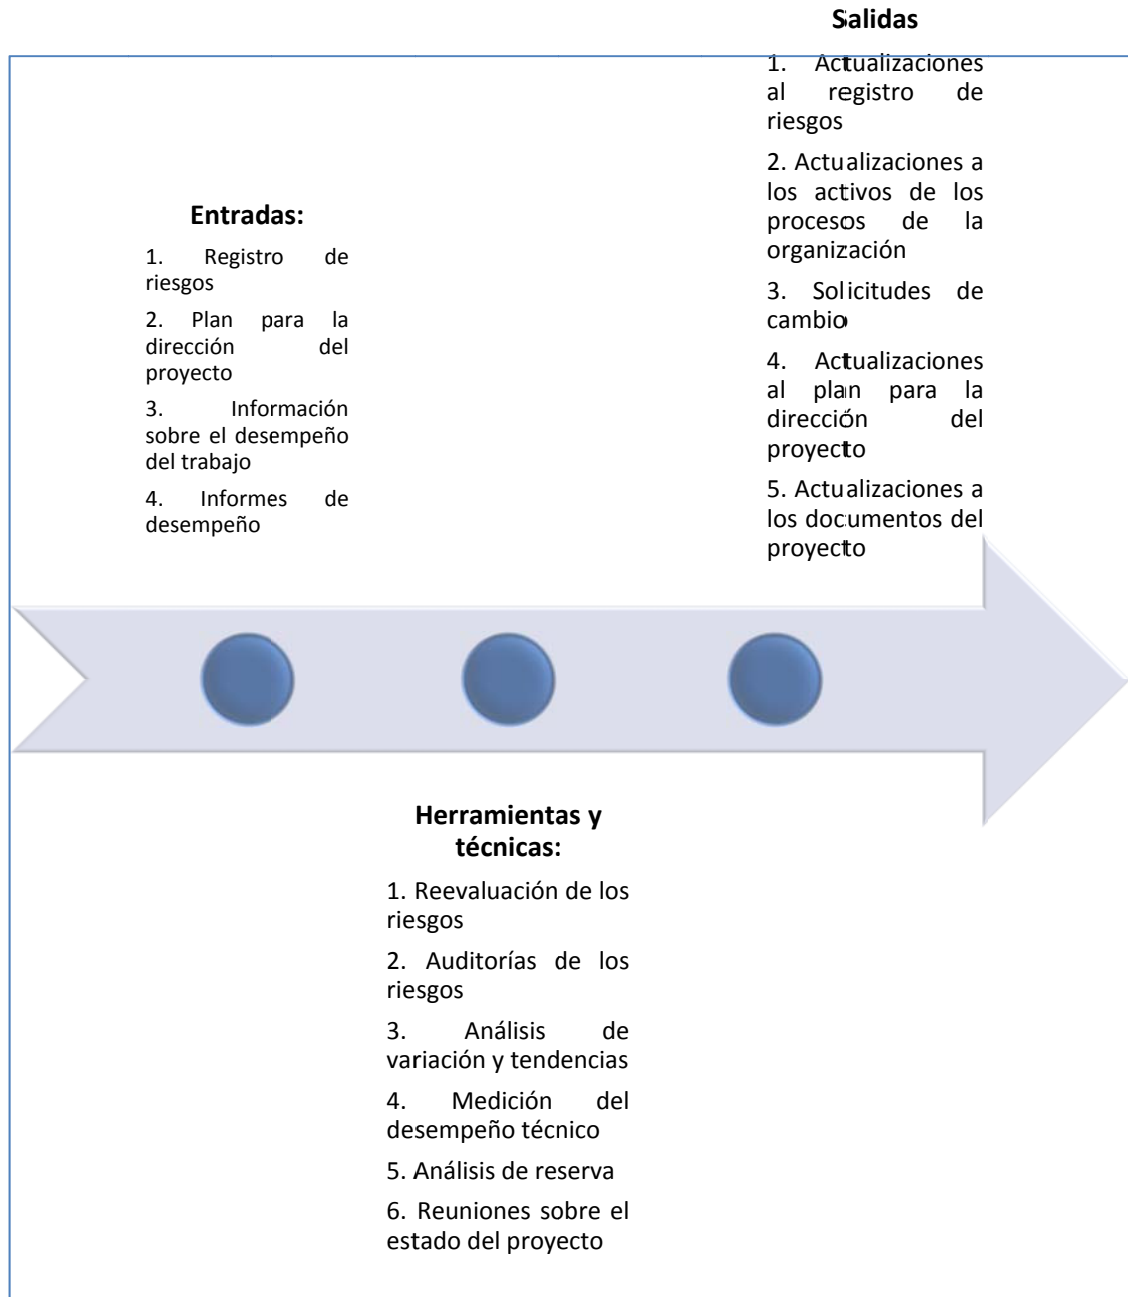 Entradas:
1. Registro de
riesgos
2. Plan para la
dirección del
proyecto
3. Información
sobre el desempeño
del trabajo
4. Informes de
desempeño
Herramientas y
técnicas:
1. Reevaluación de los
riesgos
2. Auditorías de los
riesgos
3. Análisis de
variación y tendencias
4. Medición del
desempeño técnico
5. Análisis de reserva
6. Reuniones sobre el
estado del proyecto
Salidas
1. Actualizaciones
al registro de
riesgos
2. Actualizaciones a
los activos de los
procesos de la
organización
3. Solicitudes de
cambio
4. Actualizaciones
al plan para la
dirección del
proyecto
5. Actualizaciones a
los documentos del
proyecto